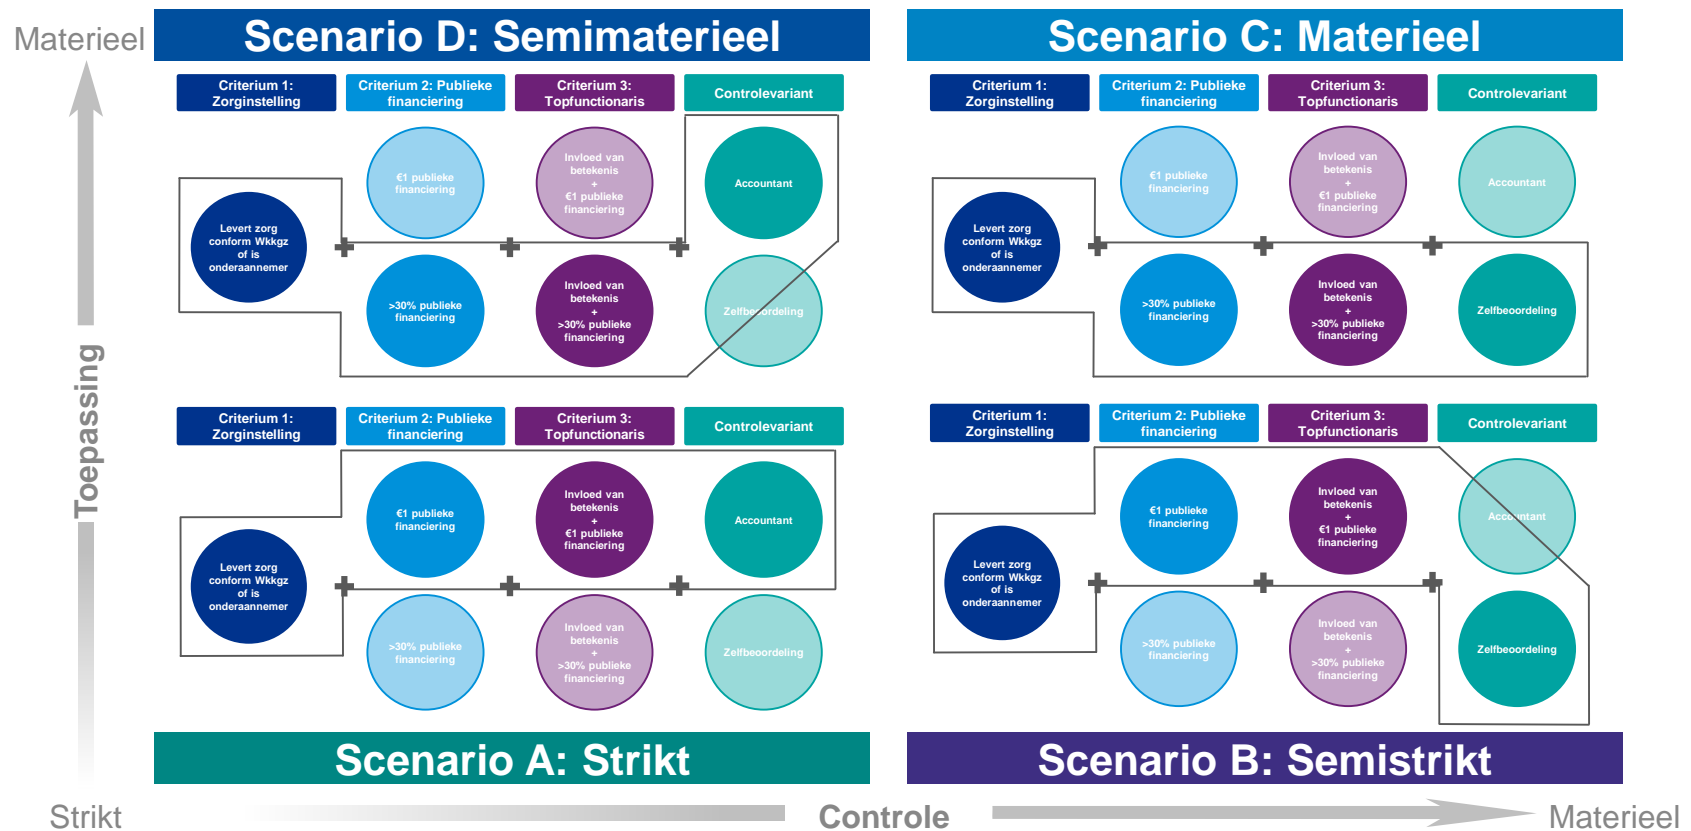 Materieel
Scenario D: Semimaterieel
Criterium 1:
Zorginstelling
Criterium 2: Publieke
financiering
Criterium 3:
Topfunctionaris
Controlevariant
Levert zorg
conform Wkkgz
of is
onderaannemer
€1 publieke
financiering
Invloed van
betekenis
+
€1 publieke
financiering
Accountant
>30% publieke
financiering
Invloed van
betekenis
+
>30% publieke
financiering
Zelfbeoordeling
Scenario C: Materieel
Criterium 1:
Zorginstelling
Criterium 2: Publieke
financiering
Criterium 3:
Topfunctionaris
Controlevariant
Levert zorg
conform Wkkgz
of is
onderaannemer
€1 publieke
financiering
Invloed van
betekenis
+
€1 publieke
financiering
Accountant
>30% publieke
financiering
Invloed van
betekenis
+
>30% publieke
financiering
Zelfbeoordeling
Toepassing
Criterium 1:
Zorginstelling
Criterium 2: Publieke
financiering
Criterium 3:
Topfunctionaris
Controlevariant
Levert zorg
conform Wkkgz
of is
onderaannemer
€1 publieke
financiering
Invloed van
betekenis
+
€1 publieke
financiering
Accountant
>30% publieke
financiering
Invloed van
betekenis
+
>30% publieke
financiering
Zelfbeoordeling
Scenario A: Strikt
Criterium 1:
Zorginstelling
Criterium 2: Publieke
financiering
Criterium 3:
Topfunctionaris
Controlevariant
Levert zorg
conform Wkkgz
of is
onderaannemer
€1 publieke
financiering
Invloed van
betekenis
+
€1 publieke
financiering
Accountant
>30% publieke
financiering
Invloed van
betekenis
+
>30% publieke
financiering
Zelfbeoordeling
Scenario B: Semistrikt
Strikt
Controle
Materieel